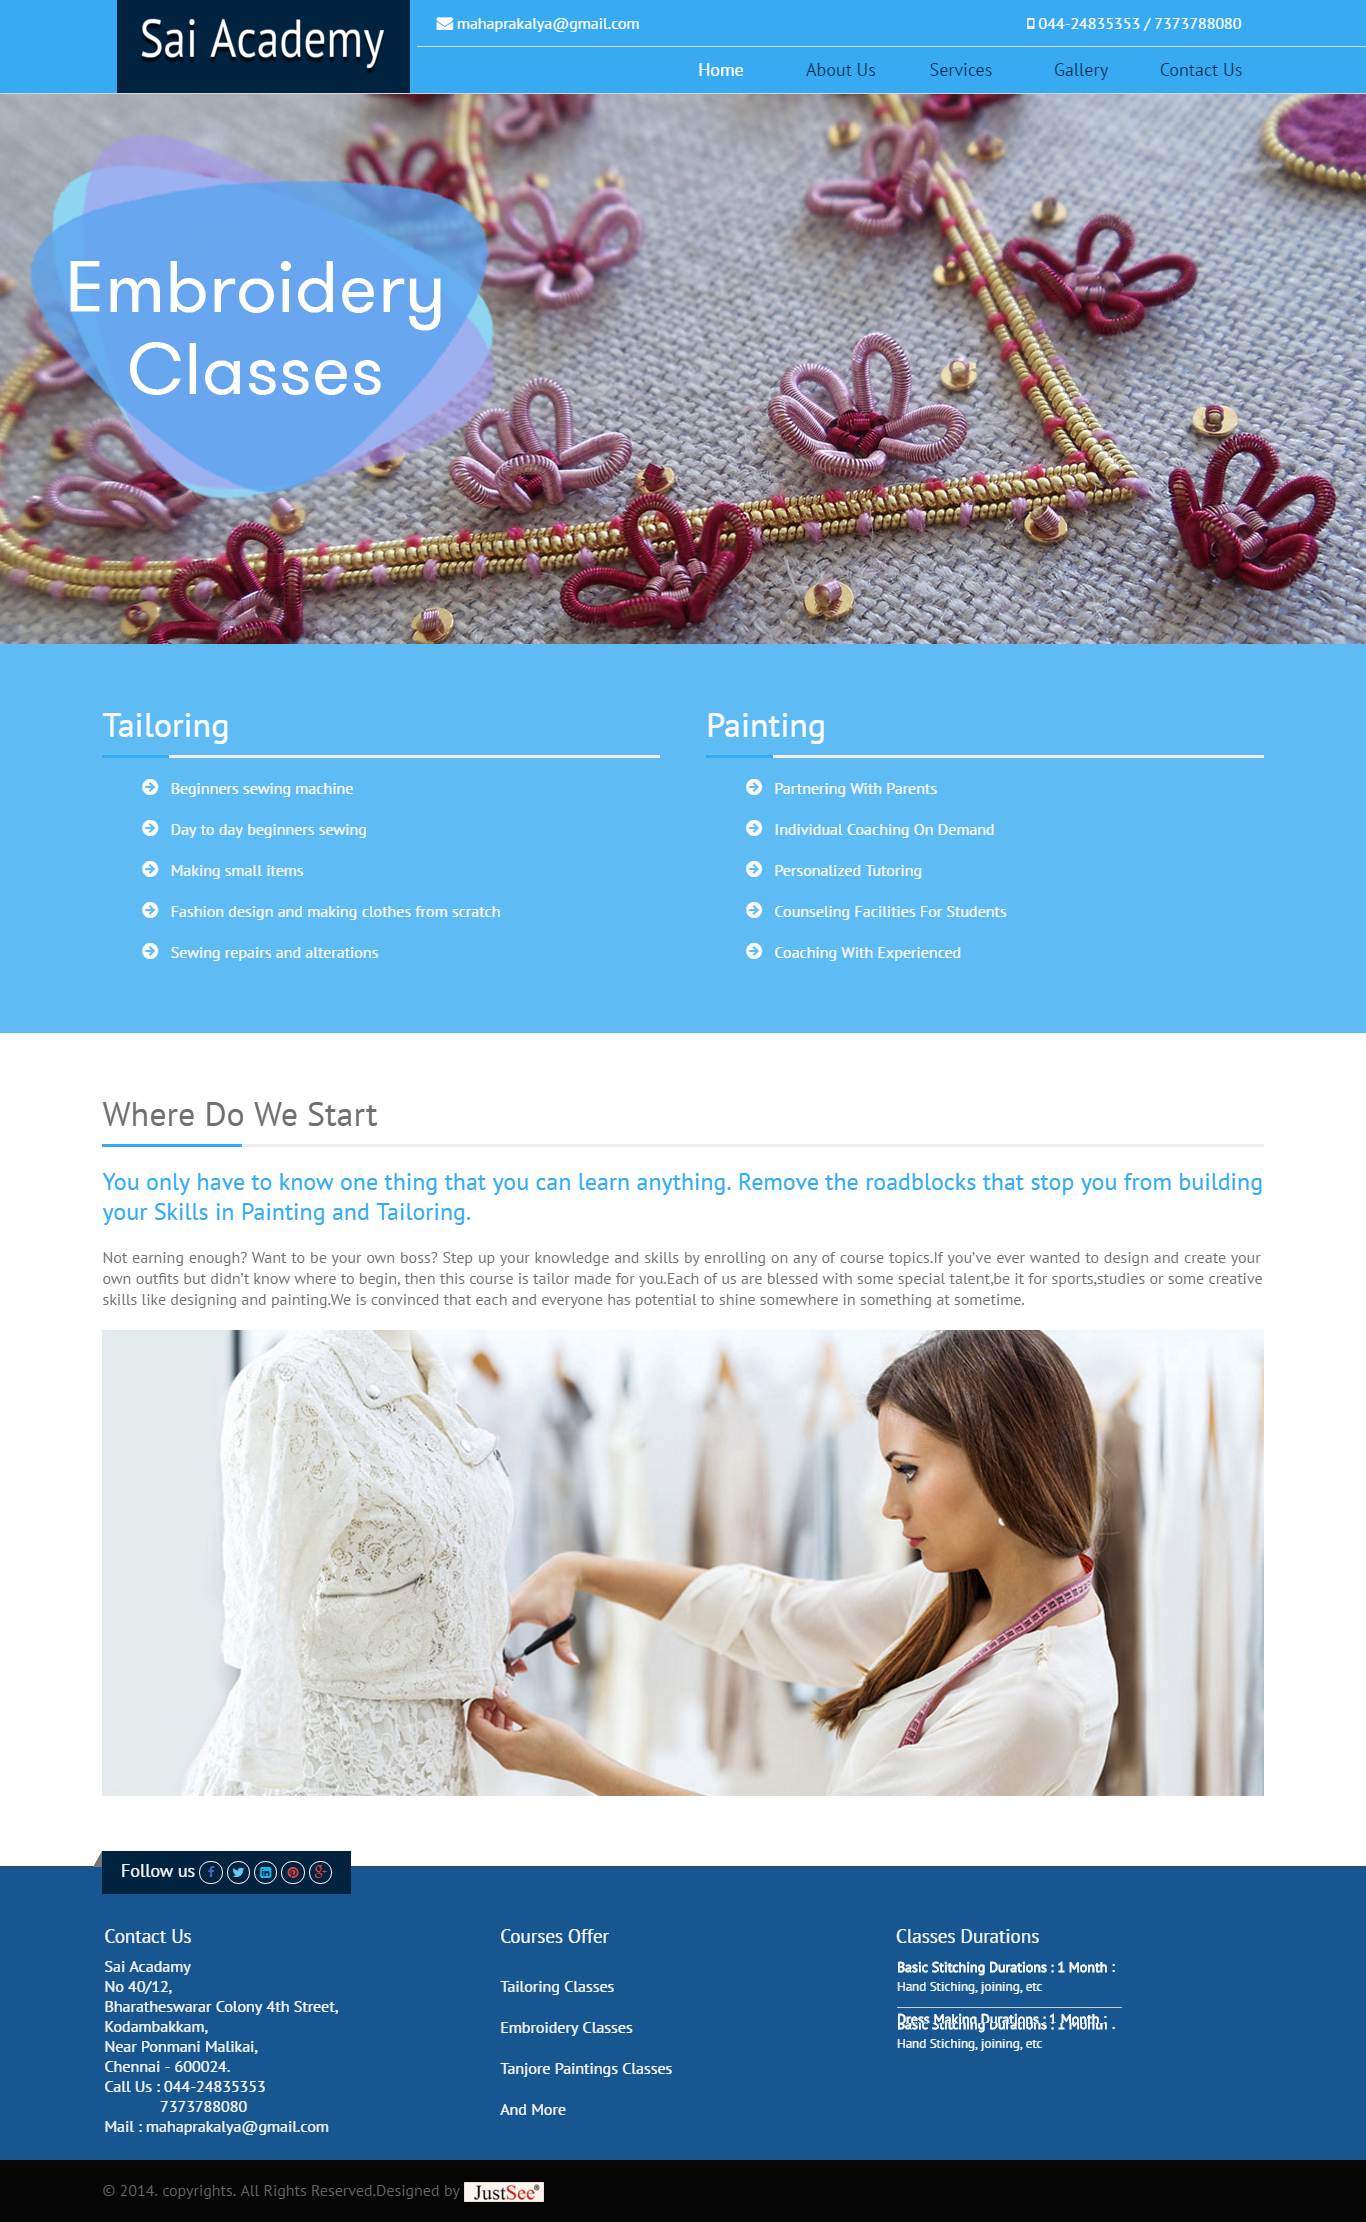 Sai Academy
mahaprakalya@gmail.com
044-24835353 / 7373788080
Home
About Us
Services
Gallery
Contact Us
Embroidery
Classes
Tailoring
Beginners sewing machine
Day to day beginners sewing
Making small items
Fashion design and making clothes from scratch
Sewing repairs and alterations
Painting
Partnering With Parents
Individual Coaching On Demand
Personalized Tutoring
Counseling Facilities For Students
Coaching With Experienced
Where Do We Start
You only have to know one thing that you can learn anything. Remove the roadblocks that stop you from building
your Skills in Painting and Tailoring.
Not earning enough? Want to be your own boss? Step up your knowledge and skills by enrolling on any of course topics.If you’ve ever wanted to design and create your
own outfits but didn’t know where to begin, then this course is tailor made for you.Each of us are blessed with some special talent,be it for sports,studies or some creative
skills like designing and painting.We is convinced that each and everyone has potential to shine somewhere in something at sometime.
Follow us
Contact Us
Sai Acadamy
No 40/12,
Bharatheswarar Colony 4th Street,
Kodambakkam,
Near Ponmani Malikai,
Chennai - 600024.
Call Us : 044-24835353
7373788080
Mail : mahaprakalya@gmail.com
Courses Offer
Tailoring Classes
Embroidery Classes
Tanjore Paintings Classes
And More
Classes Durations
Basic Stitching Durations : 1 Month :
Hand Stiching, joining, etc
Dress Making Durations : 1 Month :
Basic Stitching Durations : 1 Month :
Hand Stiching, joining, etc
© 2014. copyrights. All Rights Reserved.Designed by JustSee®